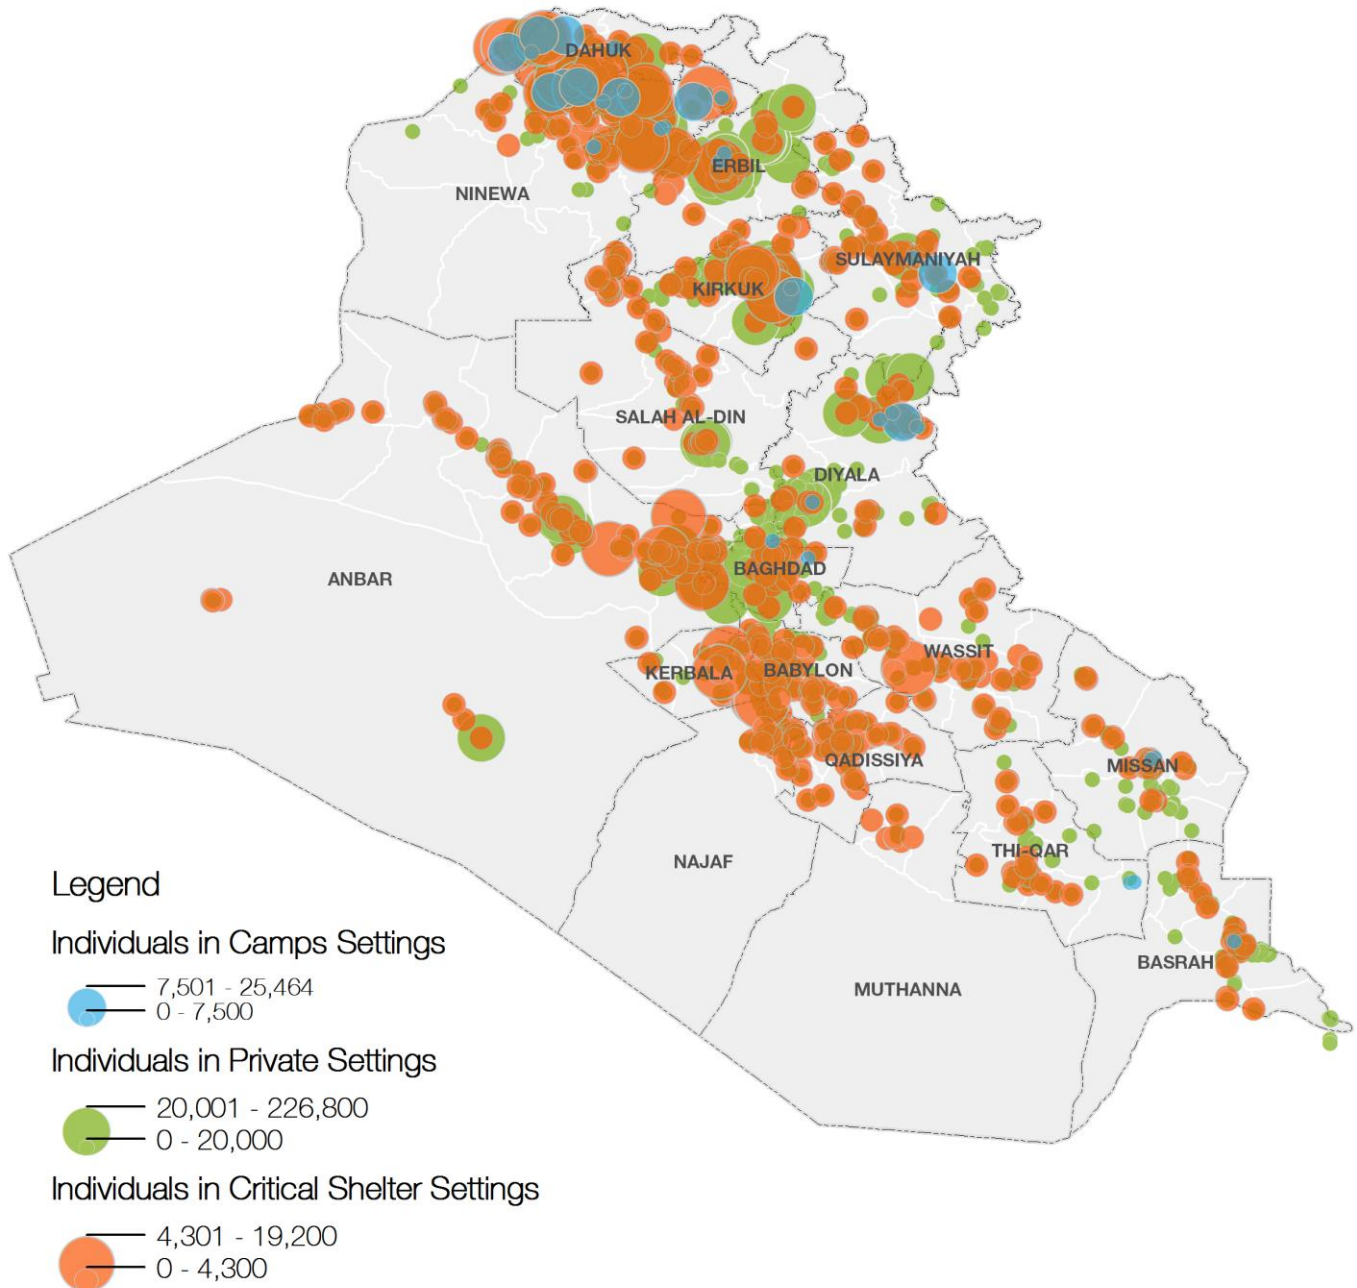 DAHUK
ERBIL
NINEWA
SULAYMANIYAH
KIRKUK
SALAH AL-DIN
DIYALA
BAGHDAD
ANBAR
WASSIT
KERBALA
BABYLON
QADISSIYA
MISSAN
THI-QAR
NAJAF
BASRAH
MUTHANNA
Legend
Individuals in Camps Settings
7,501 - 25,464
0 - 7,500
Individuals in Private Settings
20,001 - 226,800
0 - 20,000
Individuals in Critical Shelter Settings
4,301 - 19,200
0 - 4,300